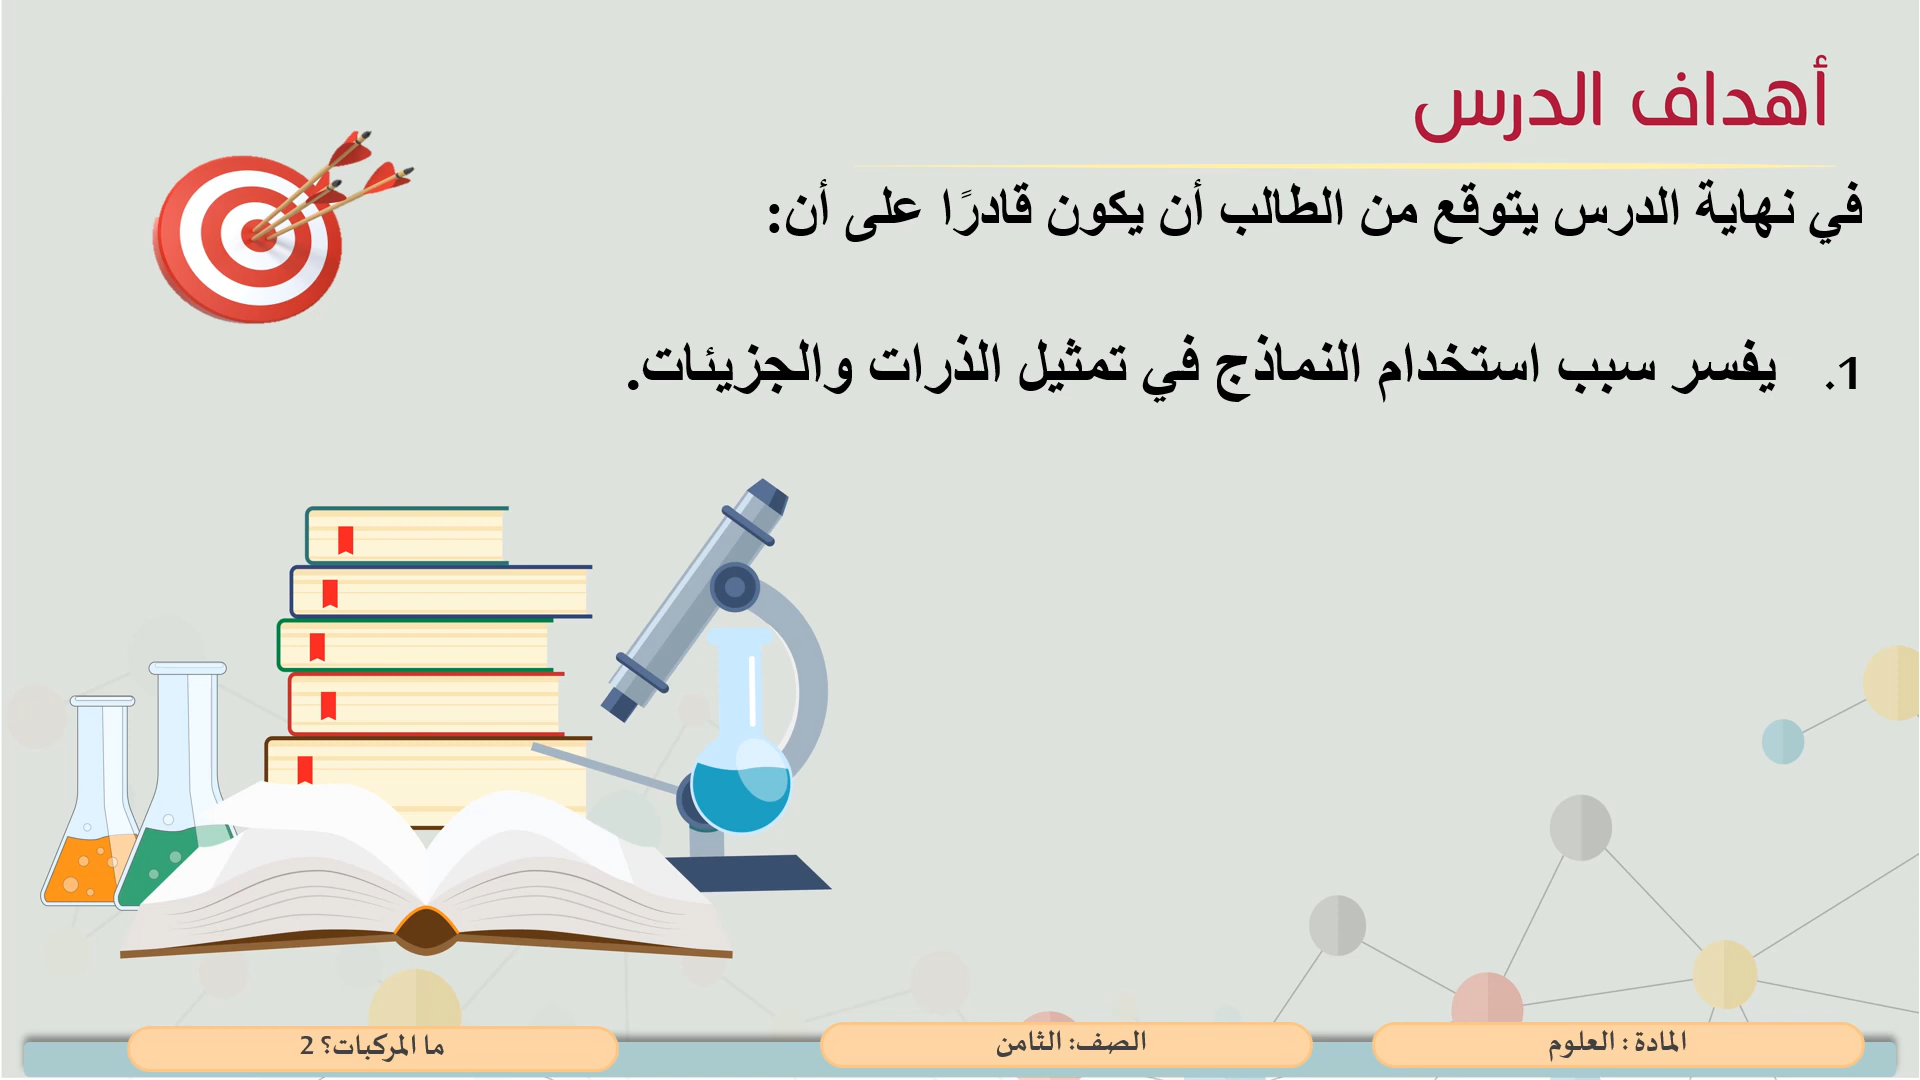 أهداف الدرس
في نهاية الدرس يتوقع من الطالب أن يكون قادرًا على أن:
1. يفسر سبب استخدام النماذج في تمثيل الذرات والجزيئات.
المادة : العلوم
الصف: الثامن
ما المركبات؟ 2